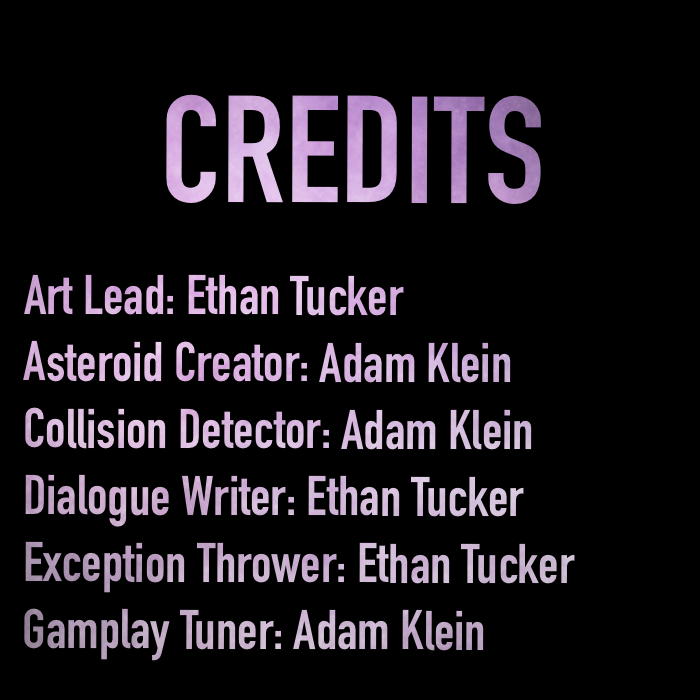 CREDITS
Art Lead: Ethan Tucker
Asteroid Creator: Adam Klein
Collision Detector: Adam Klein
Dialogue Writer: Ethan Tucker
Exception Thrower: Ethan Tucker
Gamplay Tuner: Adam Klein